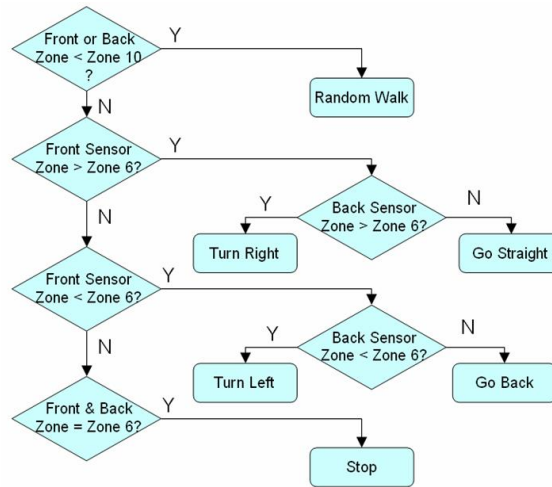 Front or Back
Zone < Zone 10
?
Y
Random Walk
N
Front Sensor
Zone > Zone 6?
Y
Back Sensor
Zone > Zone 6?
Y
N
Turn Right
Go Straight
N
Front Sensor
Zone < Zone 6?
Y
Back Sensor
Zone < Zone 6?
Y
N
Turn Left
Go Back
N
Front & Back
Zone = Zone 6?
Y
Stop